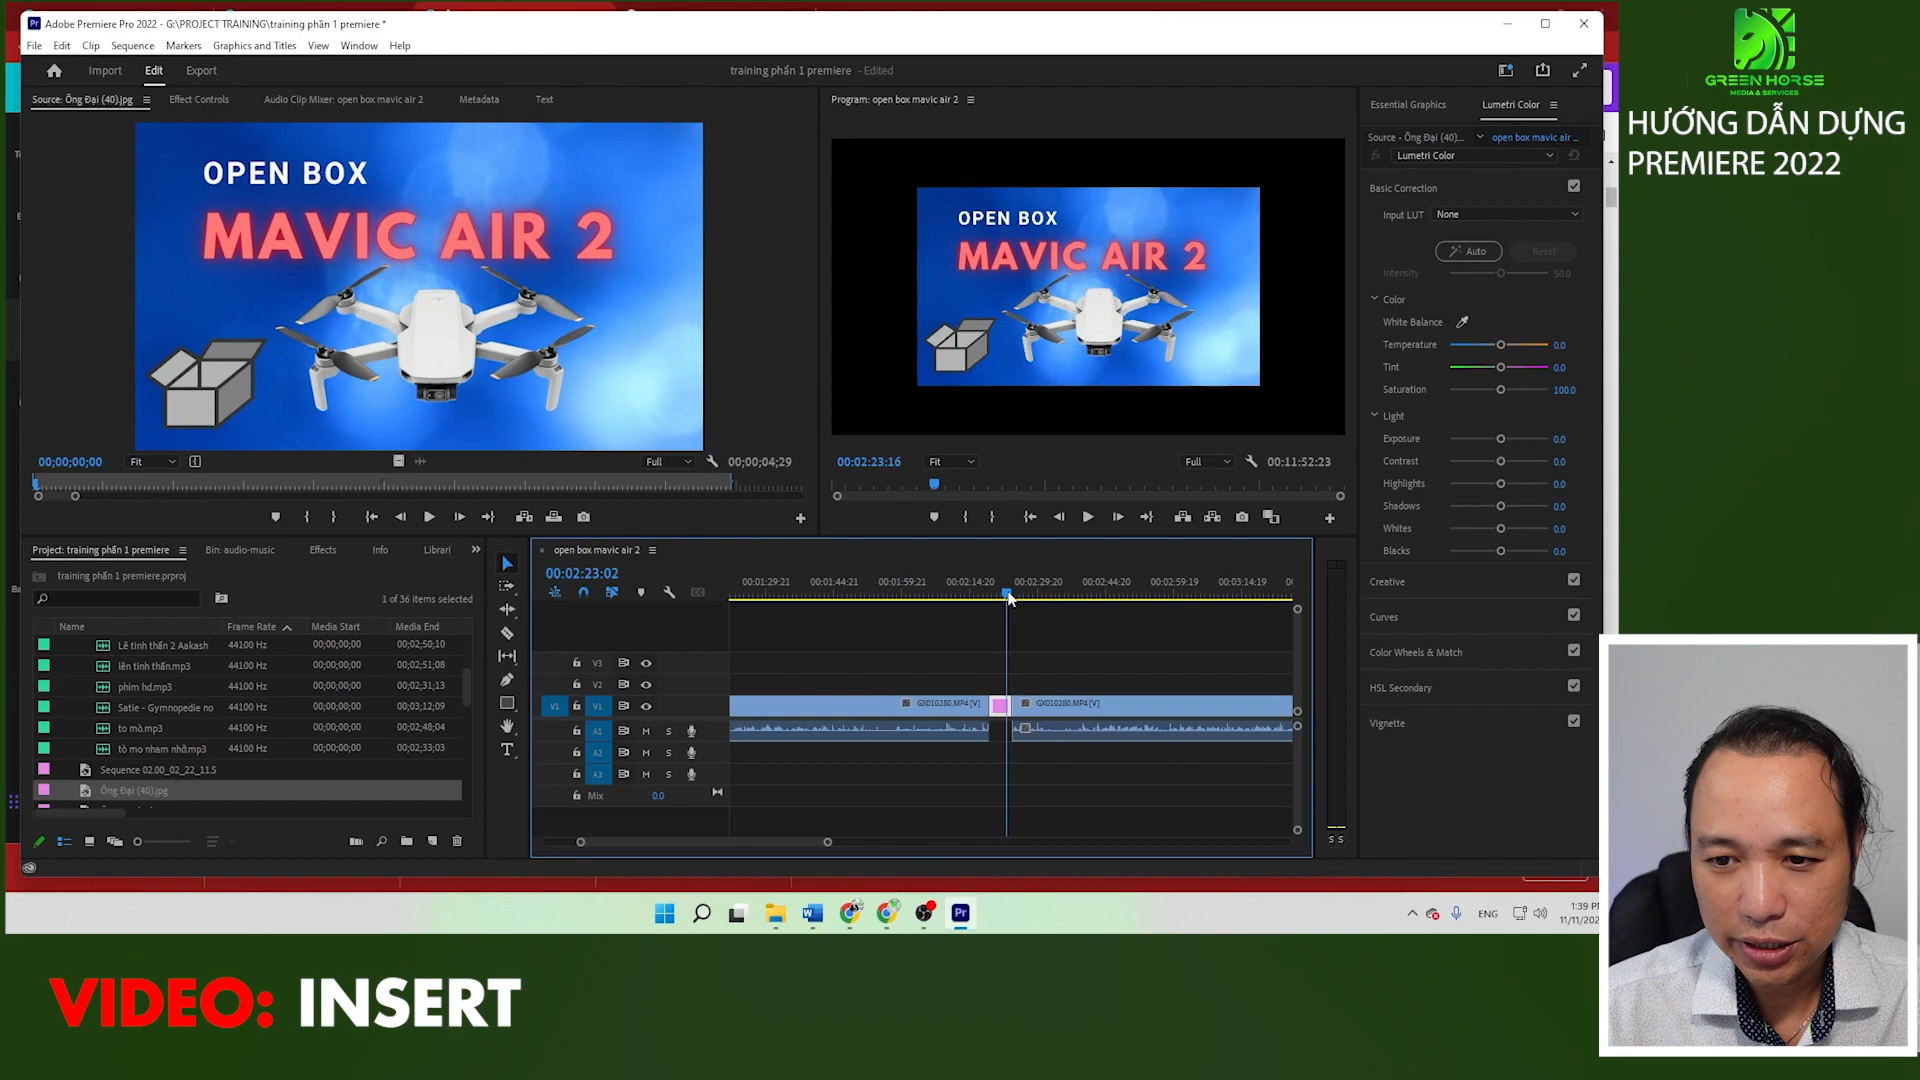 Adobe Premiere Pro 2022 - G:\PROJECT TRAINING\training phần 1 premiere *
File Edit Clip Sequence Markers Graphics and Titles View Window Help
Import Edit Export
training phần 1 premiere - Edited
GREEN HORSE
MEDIA & SERVICES
HƯỚNG DẪN DỰNG
PREMIERE 2022
Source: Ông Đại (40).jpg Effect Controls Audio Clip Mixer: open box mavic air 2 Metadata Text
OPEN BOX
MAVIC AIR 2
00;00;00;00 Fit Full 00;00;04;29
Program: open box mavic air 2
OPEN BOX
MAVIC AIR 2
00:02:23:16 Fit Full 00:11:52:23
Essential Graphics Lumetri Color
Source - Ông Đại (40)... open box mavic air ...
fx Lumetri Color
Basic Correction
Input LUT None
Auto Reset
Intensity 50.0
Color
White Balance
Temperature 0.0
Tint 0.0
Saturation 100.0
Light
Exposure 0.0
Contrast 0.0
Highlights 0.0
Shadows 0.0
Whites 0.0
Blacks 0.0
Creative
Curves
Color Wheels & Match
HSL Secondary
Vignette
Project: training phần 1 premiere Bin: audio-music Effects Info Librari
training phần 1 premiere.prproj
1 of 36 items selected
Name Frame Rate Media Start Media End
Lê tinh thần 2 Aakash 44100 Hz 00;00;00;00 00;02;50;10
lên tinh thần.mp3 44100 Hz 00;00;00;00 00;02;51;08
phim hd.mp3 44100 Hz 00;00;00;00 00;02;31;13
Satie - Gymnopedie no 44100 Hz 00;00;00;00 00;03;12;09
to mò.mp3 44100 Hz 00;00;00;00 00;02;48;04
tò mo nham nhở.mp3 44100 Hz 00;00;00;00 00;02;33;03
Sequence 02.00_02_22_11.S
Ông Đại (40).jpg
open box mavic air 2
00:02:23:02
00:01:29:21 00:01:44:21 00:01:59:21 00:02:14:20 00:02:29:20 00:02:44:20 00:02:59:19 00:03:14:19
V3
V2
V1 V1 GX010280.MP4 [V] GX010280.MP4 [V]
A1 M S
A2 M S
A3 M S
Mix 0.0
S S
ENG
1:39
11/11/202
VIDEO: INSERT